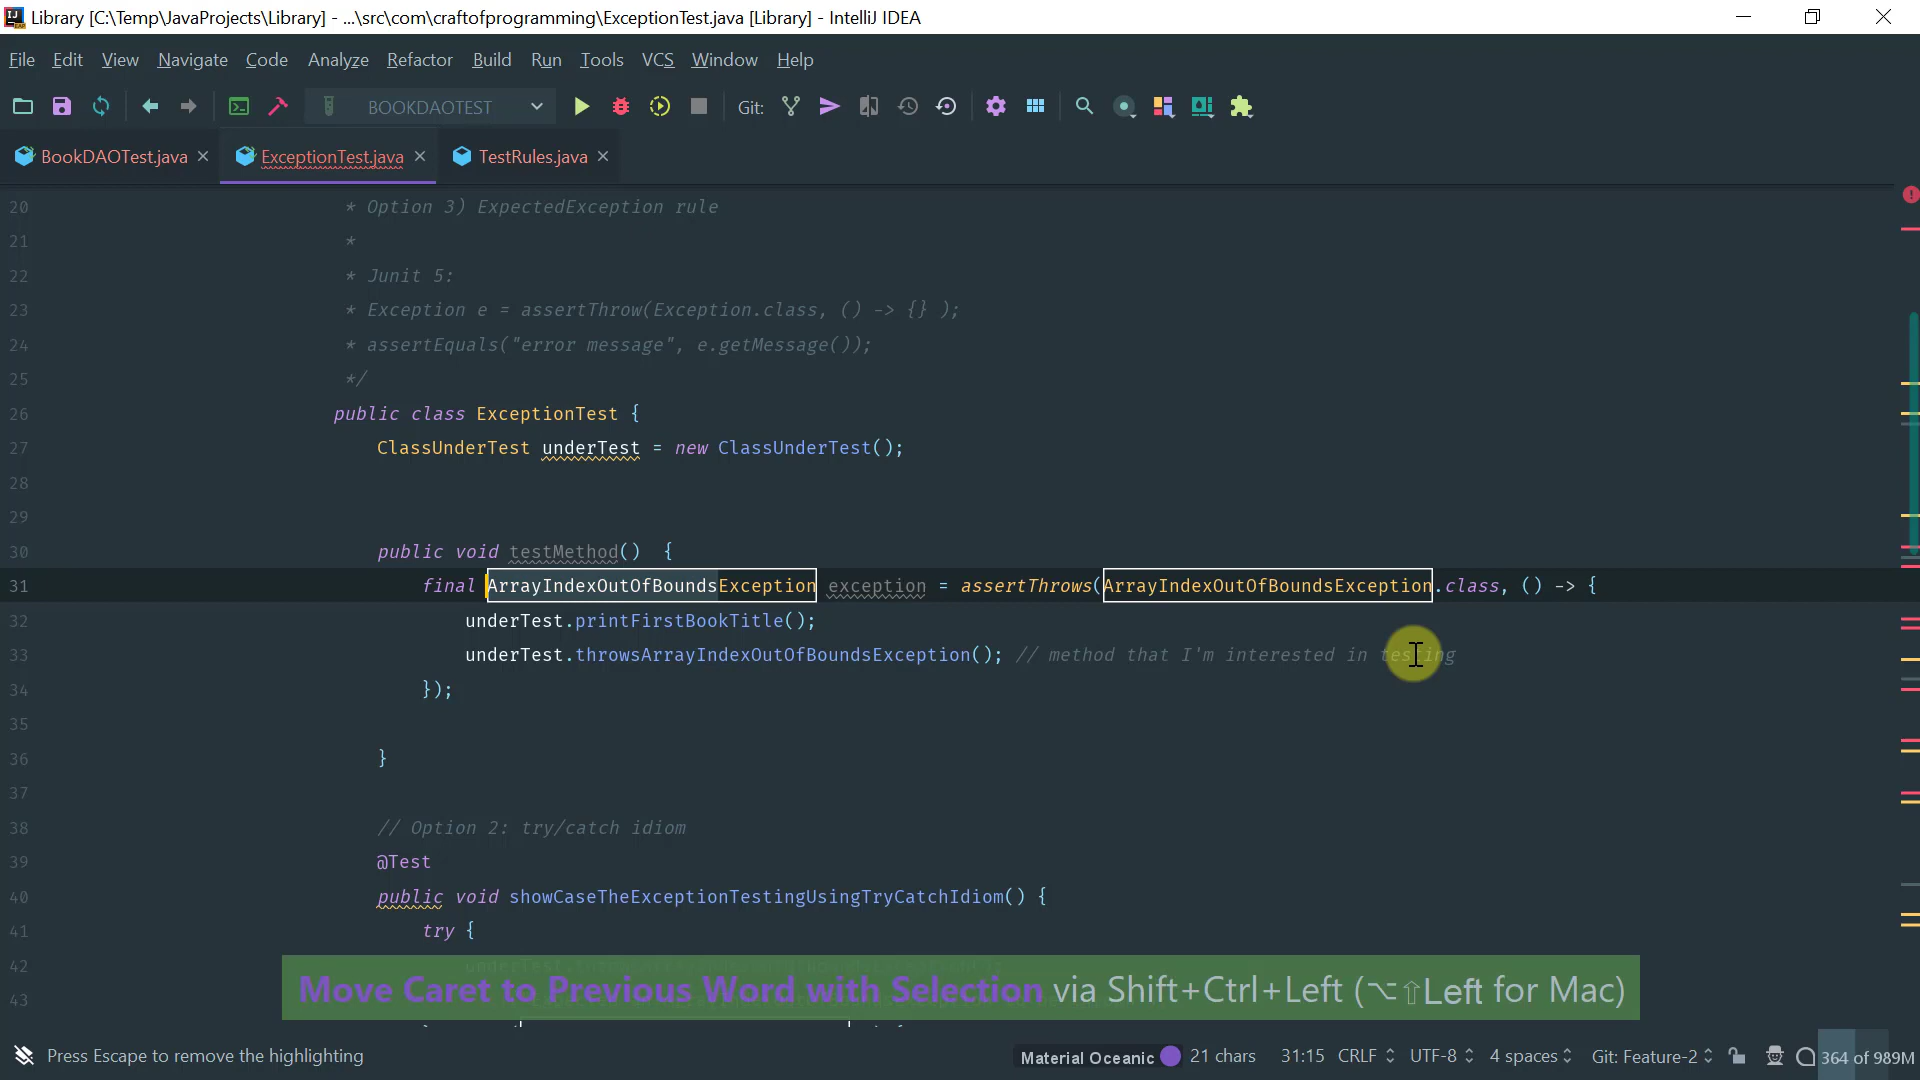 Library [C:\Temp\JavaProjects\Library] - ...\src\com\craftofprogramming\ExceptionTest.java [Library] - IntelliJ IDEA
File Edit View Navigate Code Analyze Refactor Build Run Tools VCS Window Help
BOOKDAOTEST Git:
BookDAOTest.java ExceptionTest.java TestRules.java
20 * Option 3) ExpectedException rule
21 *
22 * Junit 5:
23 * Exception e = assertThrow(Exception.class, () -> {} );
24 * assertEquals("error message", e.getMessage());
25 */
26 public class ExceptionTest {
27 ClassUnderTest underTest = new ClassUnderTest();
28
29
30 public void testMethod() {
31 final ArrayIndexOutOfBoundsException exception = assertThrows(ArrayIndexOutOfBoundsException.class, () -> {
32 underTest.printFirstBookTitle();
33 underTest.throwsArrayIndexOutOfBoundsException(); // method that I'm interested in testing
34 });
35
36 }
37
38 // Option 2: try/catch idiom
39 @Test
40 public void showCaseTheExceptionTestingUsingTryCatchIdiom() {
41 try {
42
43
Move Caret to Previous Word with Selection via Shift+Ctrl+Left (⌥⇧Left for Mac)
Press Escape to remove the highlighting Material Oceanic 21 chars 31:15 CRLF UTF-8 4 spaces Git: Feature-2 364 of 989M